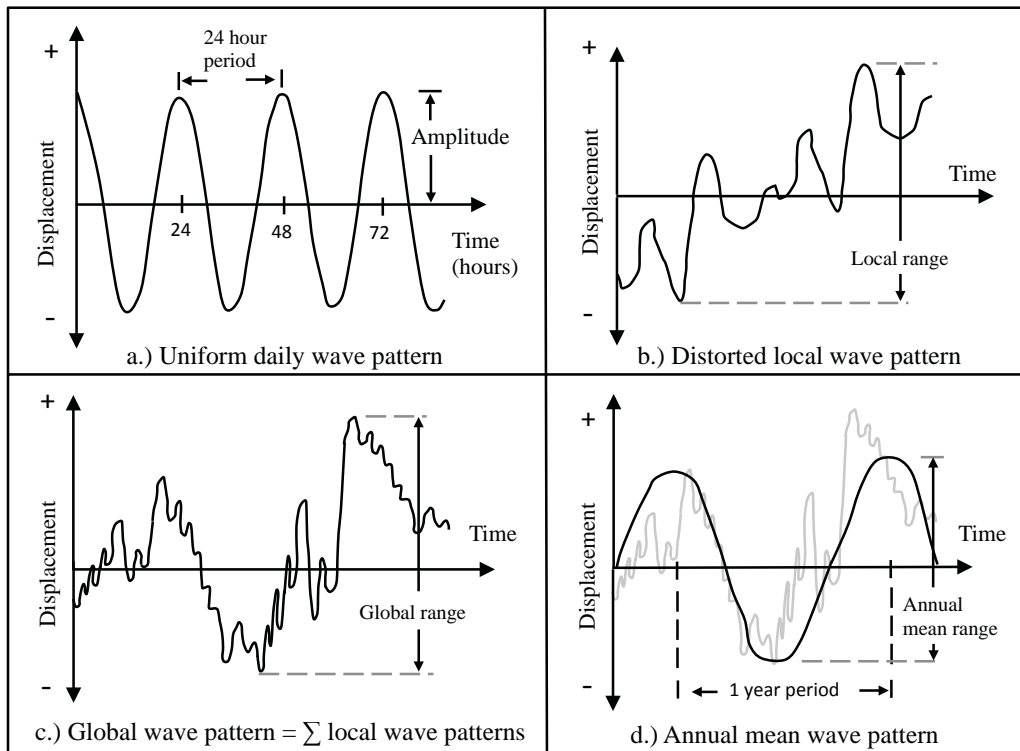 +
24 hour
period
Amplitude
Displacement
24
48
72
Time
(hours)
-
a.) Uniform daily wave pattern
+
Displacement
Time
Local range
-
b.) Distorted local wave pattern
+
Displacement
Time
Global range
-
c.) Global wave pattern = ∑ local wave patterns
+
Displacement
Time
Annual
mean range
1 year period
-
d.) Annual mean wave pattern